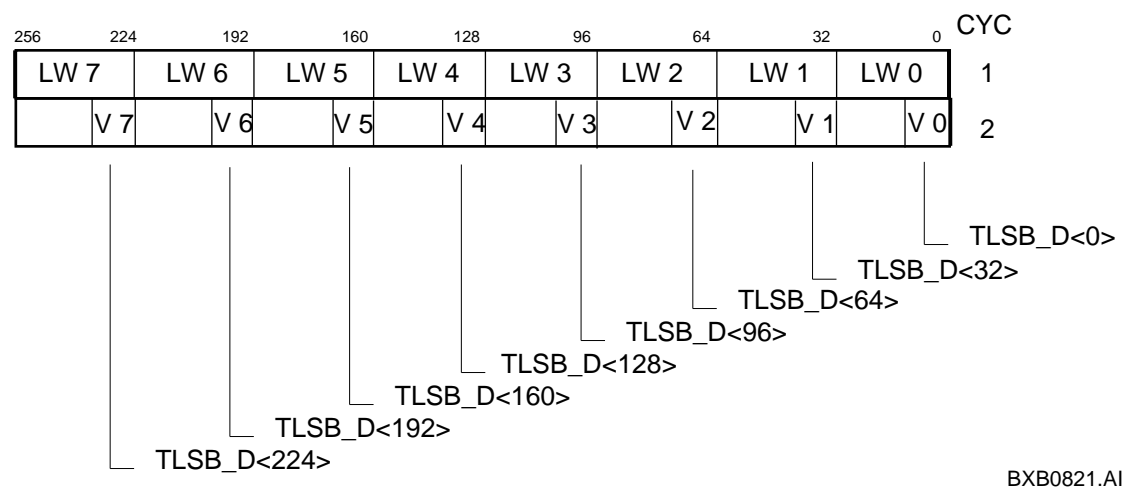 CYC
256 224 192 160 128 96 64 32 0
LW 7 LW 6 LW 5 LW 4 LW 3 LW 2 LW 1 LW 0 1
V 7 V 6 V 5 V 4 V 3 V 2 V 1 V 0 2
TLSB_D<0>
TLSB_D<32>
TLSB_D<64>
TLSB_D<96>
TLSB_D<128>
TLSB_D<160>
TLSB_D<192>
TLSB_D<224>
BXB0821.AI